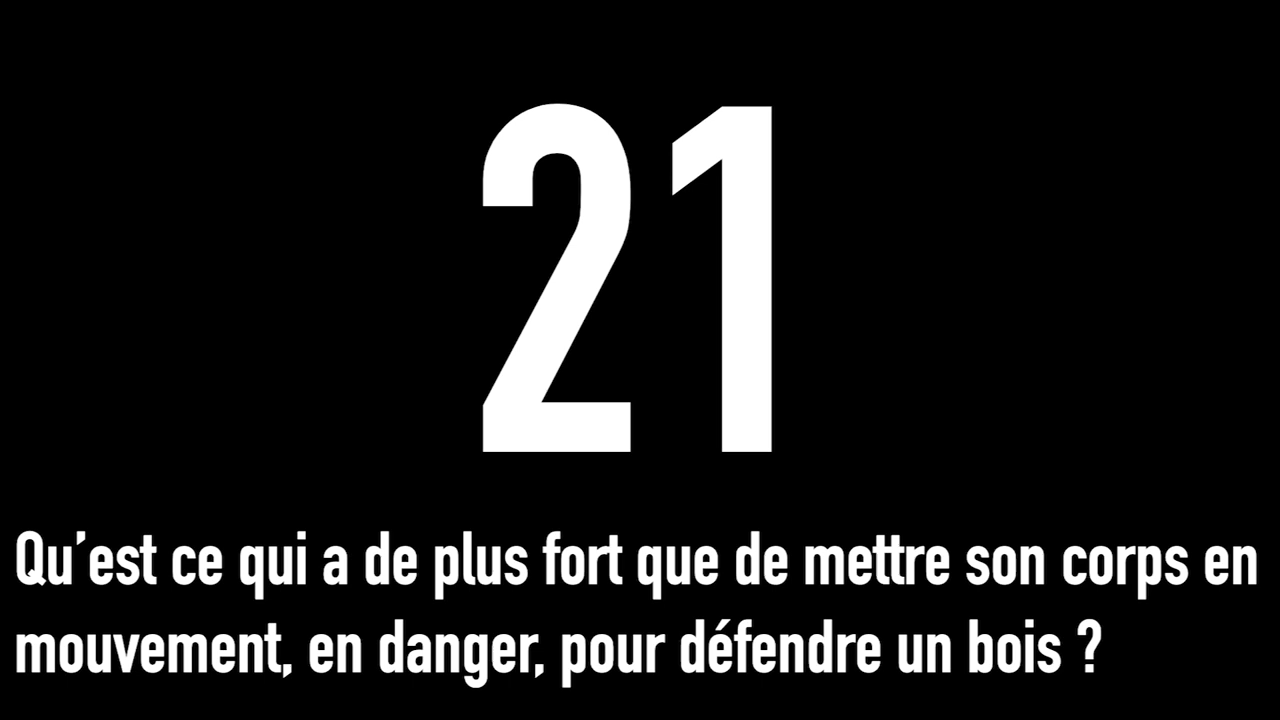 21
Qu’est ce qui a de plus fort que de mettre son corps en
mouvement, en danger, pour défendre un bois ?